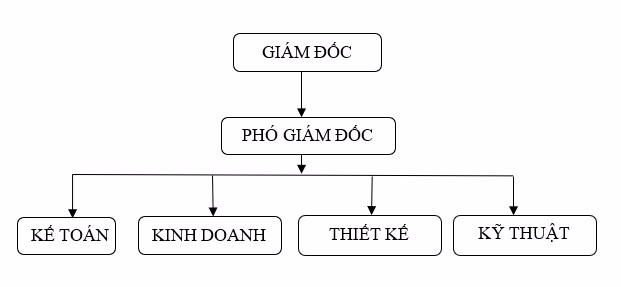 GIÁM ĐỐC
PHÓ GIÁM ĐỐC
KẾ TOÁN
KINH DOANH
THIẾT KẾ
KỸ THUẬT